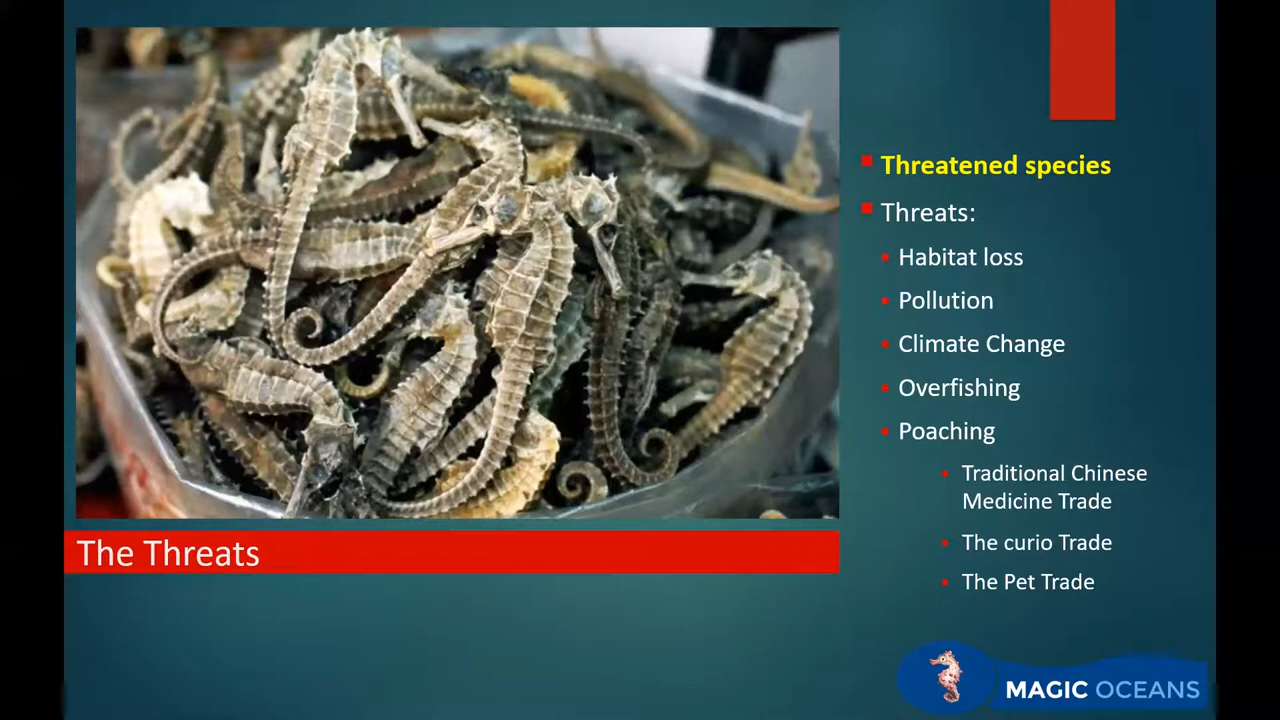 Threatened species
Threats:
Habitat loss
Pollution
Climate Change
Overfishing
Poaching
Traditional Chinese
Medicine Trade
The curio Trade
The Pet Trade
The Threats
MAGIC OCEANS